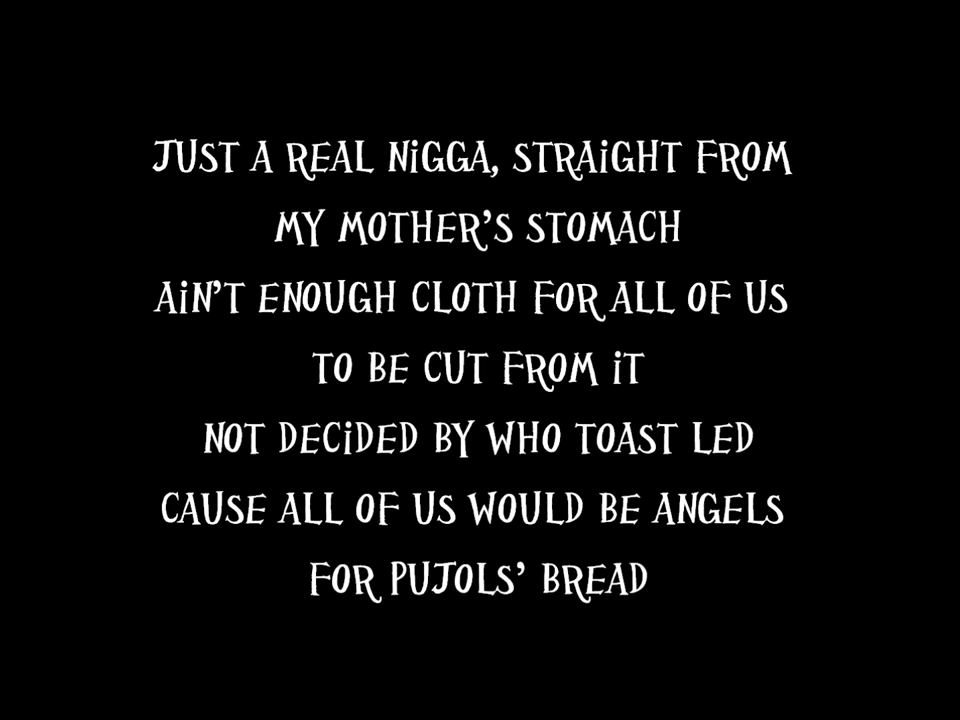 JUST A REAL NIGGA, STRAIGHT FROM
MY MOTHER'S STOMACH
AIN'T ENOUGH CLOTH FOR ALL OF US
TO BE CUT FROM IT
NOT DECIDED BY WHO TOAST LED
CAUSE ALL OF US WOULD BE ANGELS
FOR PUJOLS' BREAD